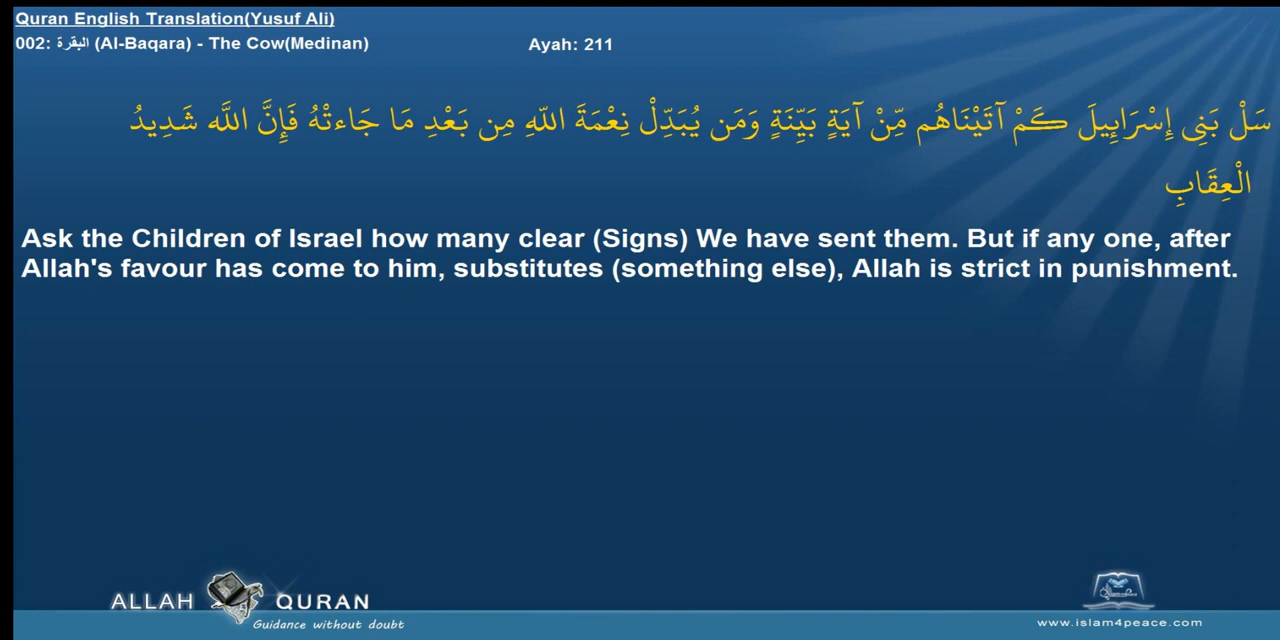 Quran English Translation(Yusuf Ali)
002: البقرة (Al-Baqara) - The Cow(Medinan) Ayah: 211
سَلْ بَنِى إِسْرَايِٕيلَ كَمْ آتَيْنَاهُم مِّنْ آيَةٍ بَيِّنَةٍ وَمَن يُبَدِّلْ نِعْمَةَ اللّهِ مِن بَعْدِ مَا جَاءتْهُ فَإِنَّ اللَّه شَدِيدُ
الْعِقَابِ
Ask the Children of Israel how many clear (Signs) We have sent them. But if any one, after
Allah's favour has come to him, substitutes (something else), Allah is strict in punishment.
ALLAH QURAN
Guidance without doubt
www.islam4peace.com